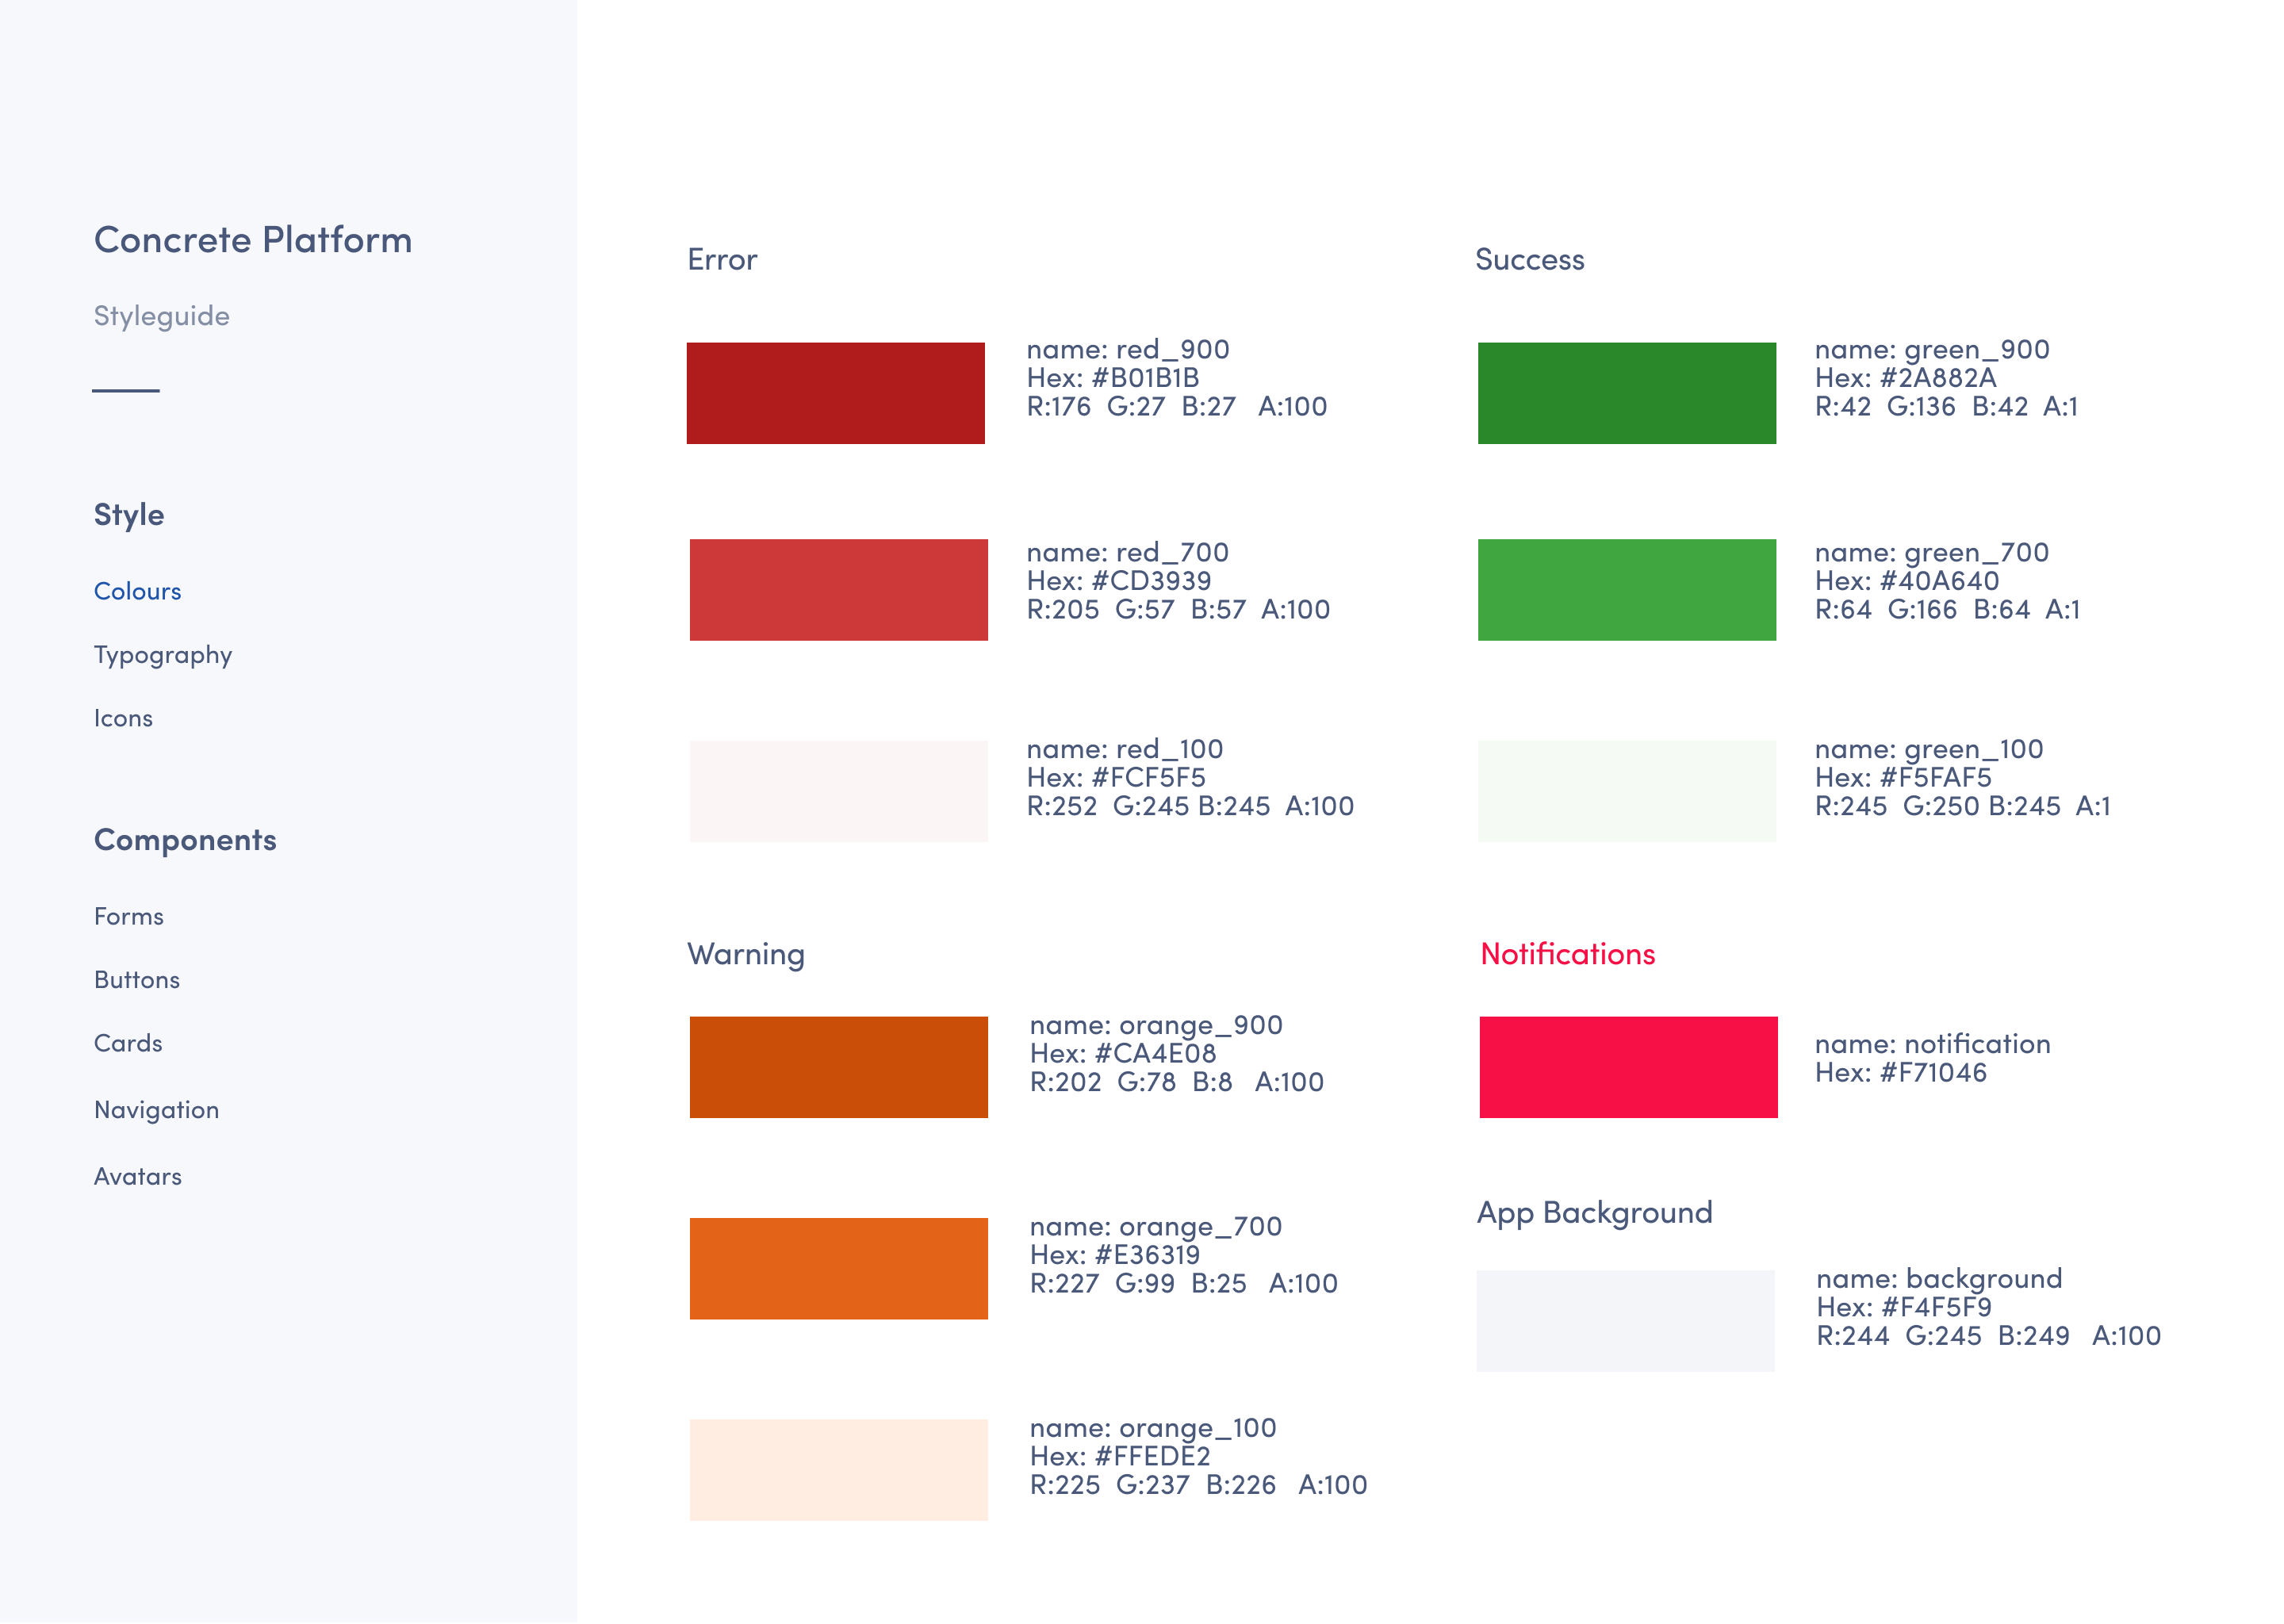 Concrete Platform
Styleguide
Style
Colours
Typography
Icons
Components
Forms
Buttons
Cards
Navigation
Avatars
Error
name: red_900
Hex: #B01B1B
R:176 G:27 B:27 A:100
name: red_700
Hex: #CD3939
R:205 G:57 B:57 A:100
name: red_100
Hex: #FCF5F5
R:252 G:245 B:245 A:100
Warning
name: orange_900
Hex: #CA4E08
R:202 G:78 B:8 A:100
name: orange_700
Hex: #E36319
R:227 G:99 B:25 A:100
name: orange_100
Hex: #FFEDE2
R:225 G:237 B:226 A:100
Success
name: green_900
Hex: #2A882A
R:42 G:136 B:42 A:1
name: green_700
Hex: #40A640
R:64 G:166 B:64 A:1
name: green_100
Hex: #F5FAF5
R:245 G:250 B:245 A:1
Notifications
name: notification
Hex: #F71046
App Background
name: background
Hex: #F4F5F9
R:244 G:245 B:249 A:100